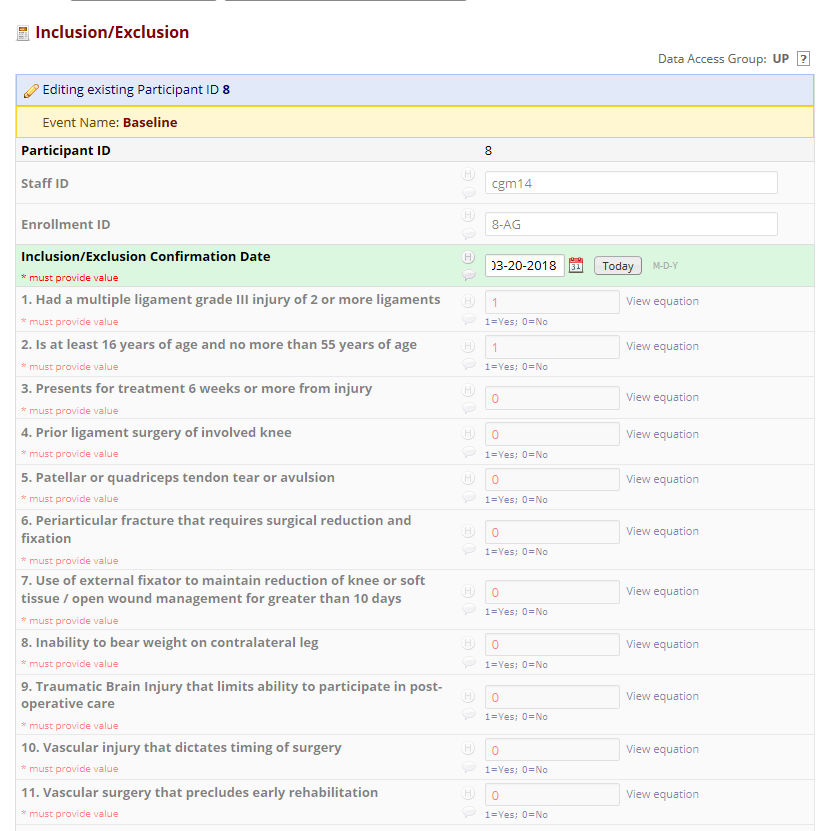 Inclusion/Exclusion
Data Access Group: UP ?
Editing existing Participant ID 8
Event Name: Baseline
Participant ID 8
Staff ID H cgm14
Enrollment ID H 8-AG
Inclusion/Exclusion Confirmation Date H 03-20-2018 31 Today M-D-Y
* must provide value
1. Had a multiple ligament grade III injury of 2 or more ligaments H 1 View equation
* must provide value 1=Yes; 0=No
2. Is at least 16 years of age and no more than 55 years of age H 1 View equation
* must provide value 1=Yes; 0=No
3. Presents for treatment 6 weeks or more from injury H 0 View equation
* must provide value
4. Prior ligament surgery of involved knee H 0 View equation
* must provide value 1=Yes; 0=No
5. Patellar or quadriceps tendon tear or avulsion H 0 View equation
* must provide value 1=Yes; 0=No
6. Periarticular fracture that requires surgical reduction and
fixation H 0 View equation
* must provide value 1=Yes; 0=No
7. Use of external fixator to maintain reduction of knee or soft
tissue / open wound management for greater than 10 days H 0 View equation
* must provide value 1=Yes; 0=No
8. Inability to bear weight on contralateral leg H 0 View equation
* must provide value 1=Yes; 0=No
9. Traumatic Brain Injury that limits ability to participate in post-
operative care H 0 View equation
* must provide value 1=Yes; 0=No
10. Vascular injury that dictates timing of surgery H 0 View equation
* must provide value 1=Yes; 0=No
11. Vascular surgery that precludes early rehabilitation H 0 View equation
* must provide value 1=Yes; 0=No